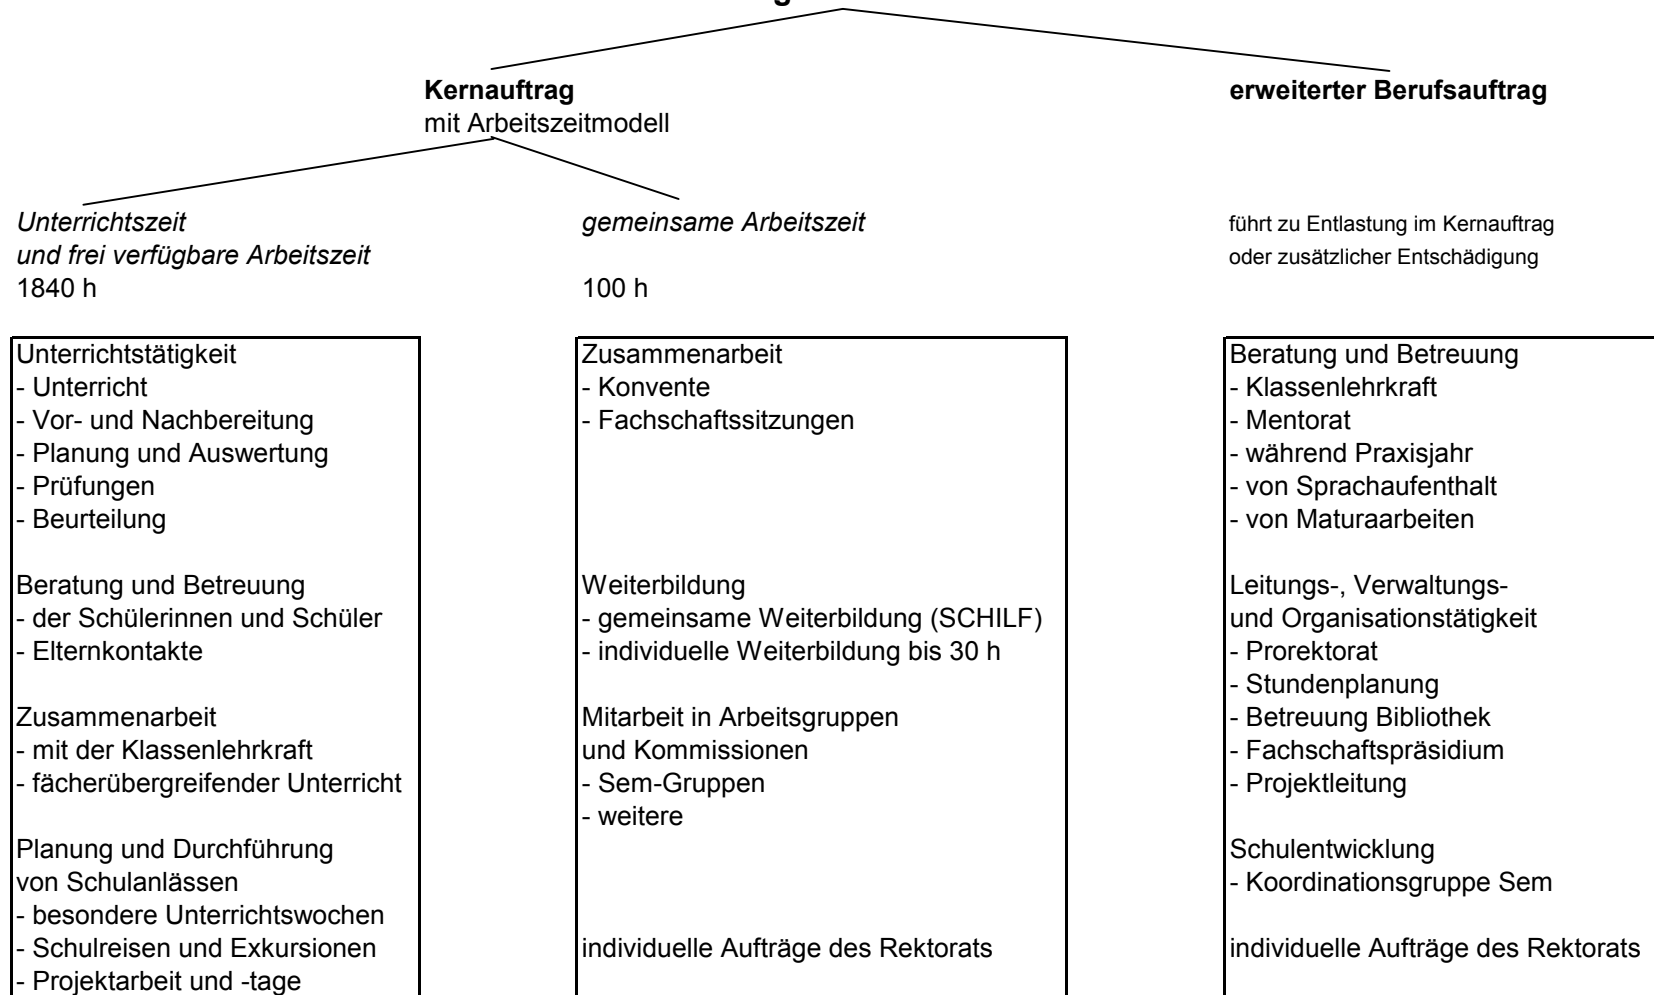 Kernauftrag
mit Arbeitszeitmodell
erweiterter Berufsauftrag
Unterrichtszeit
und frei verfügbare Arbeitszeit
1840 h
gemeinsame Arbeitszeit
100 h
führt zu Entlastung im Kernauftrag
oder zusätzlicher Entschädigung
Unterrichtstätigkeit
- Unterricht
- Vor- und Nachbereitung
- Planung und Auswertung
- Prüfungen
- Beurteilung
Beratung und Betreuung
- der Schülerinnen und Schüler
- Elternkontakte
Zusammenarbeit
- mit der Klassenlehrkraft
- fächerübergreifender Unterricht
Planung und Durchführung
von Schulanlässen
- besondere Unterrichtswochen
- Schulreisen und Exkursionen
- Projektarbeit und -tage
Zusammenarbeit
- Konvente
- Fachschaftssitzungen
Weiterbildung
- gemeinsame Weiterbildung (SCHILF)
- individuelle Weiterbildung bis 30 h
Mitarbeit in Arbeitsgruppen
und Kommissionen
- Sem-Gruppen
- weitere
individuelle Aufträge des Rektorats
Beratung und Betreuung
- Klassenlehrkraft
- Mentorat
- während Praxisjahr
- von Sprachaufenthalt
- von Maturaarbeiten
Leitungs-, Verwaltungs-
und Organisationstätigkeit
- Prorektorat
- Stundenplanung
- Betreuung Bibliothek
- Fachschaftspräsidium
- Projektleitung
Schulentwicklung
- Koordinationsgruppe Sem
individuelle Aufträge des Rektorats